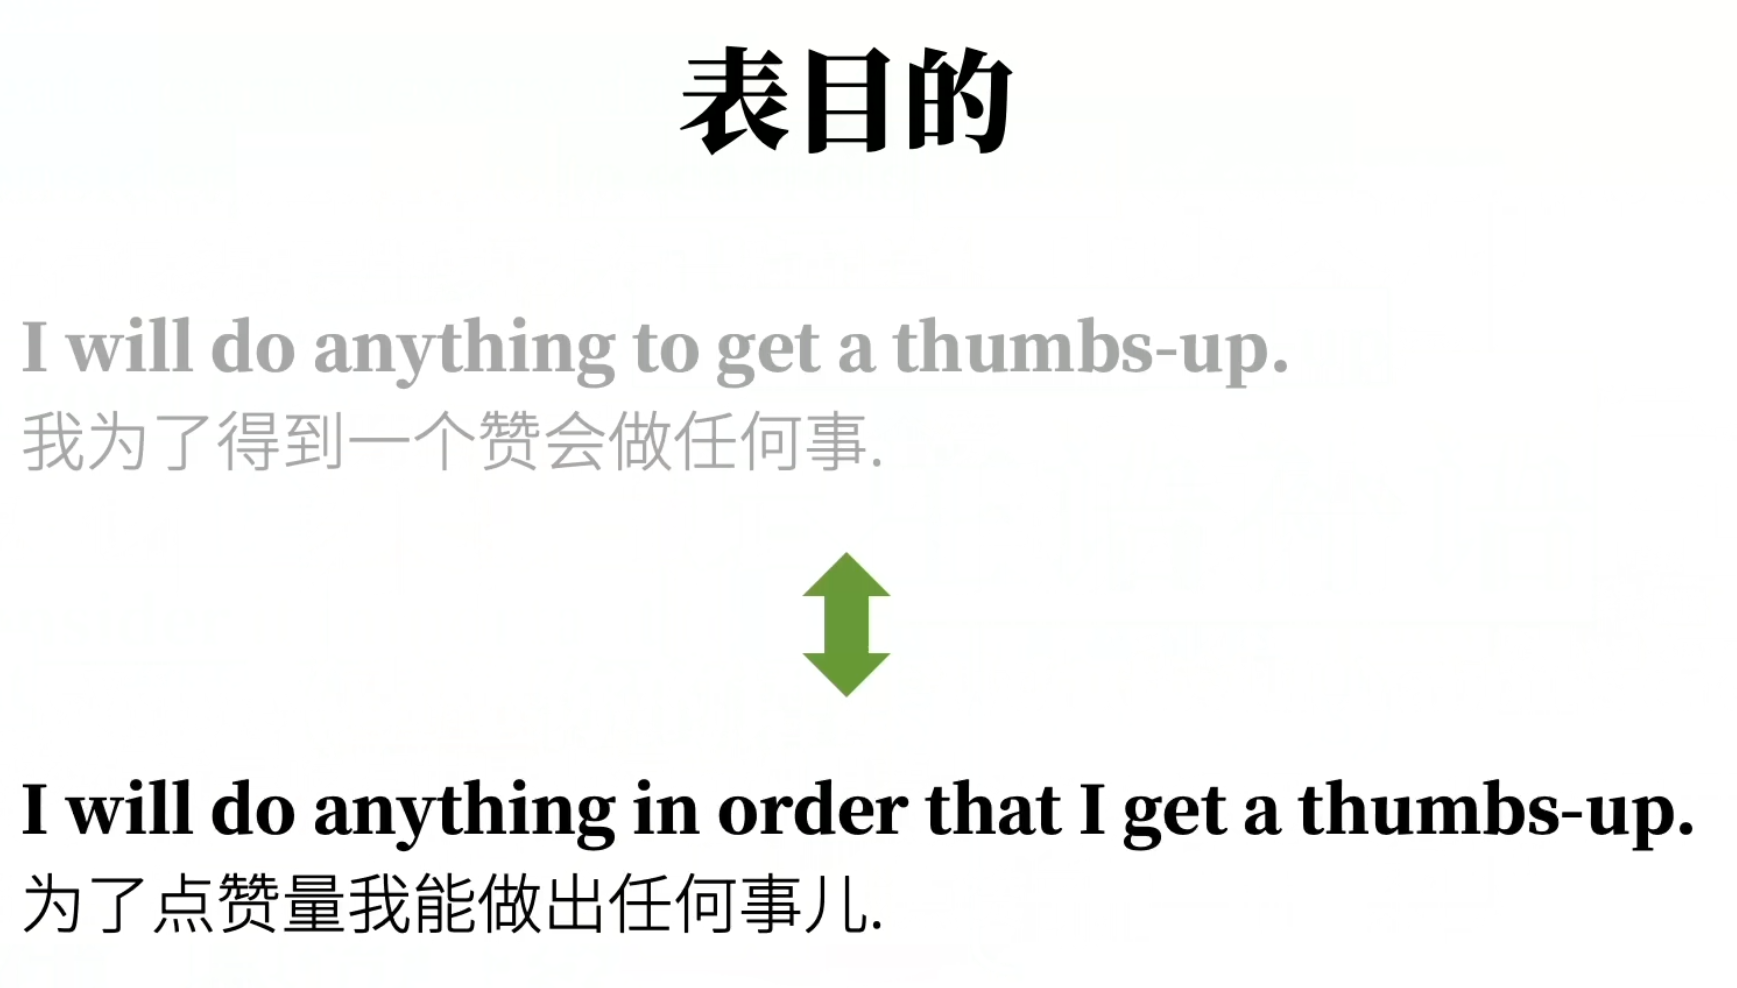 表目的
I will do anything to get a thumbs-up.
我为了得到一个赞会做任何事.
I will do anything in order that I get a thumbs-up.
为了点赞量我能做出任何事儿.